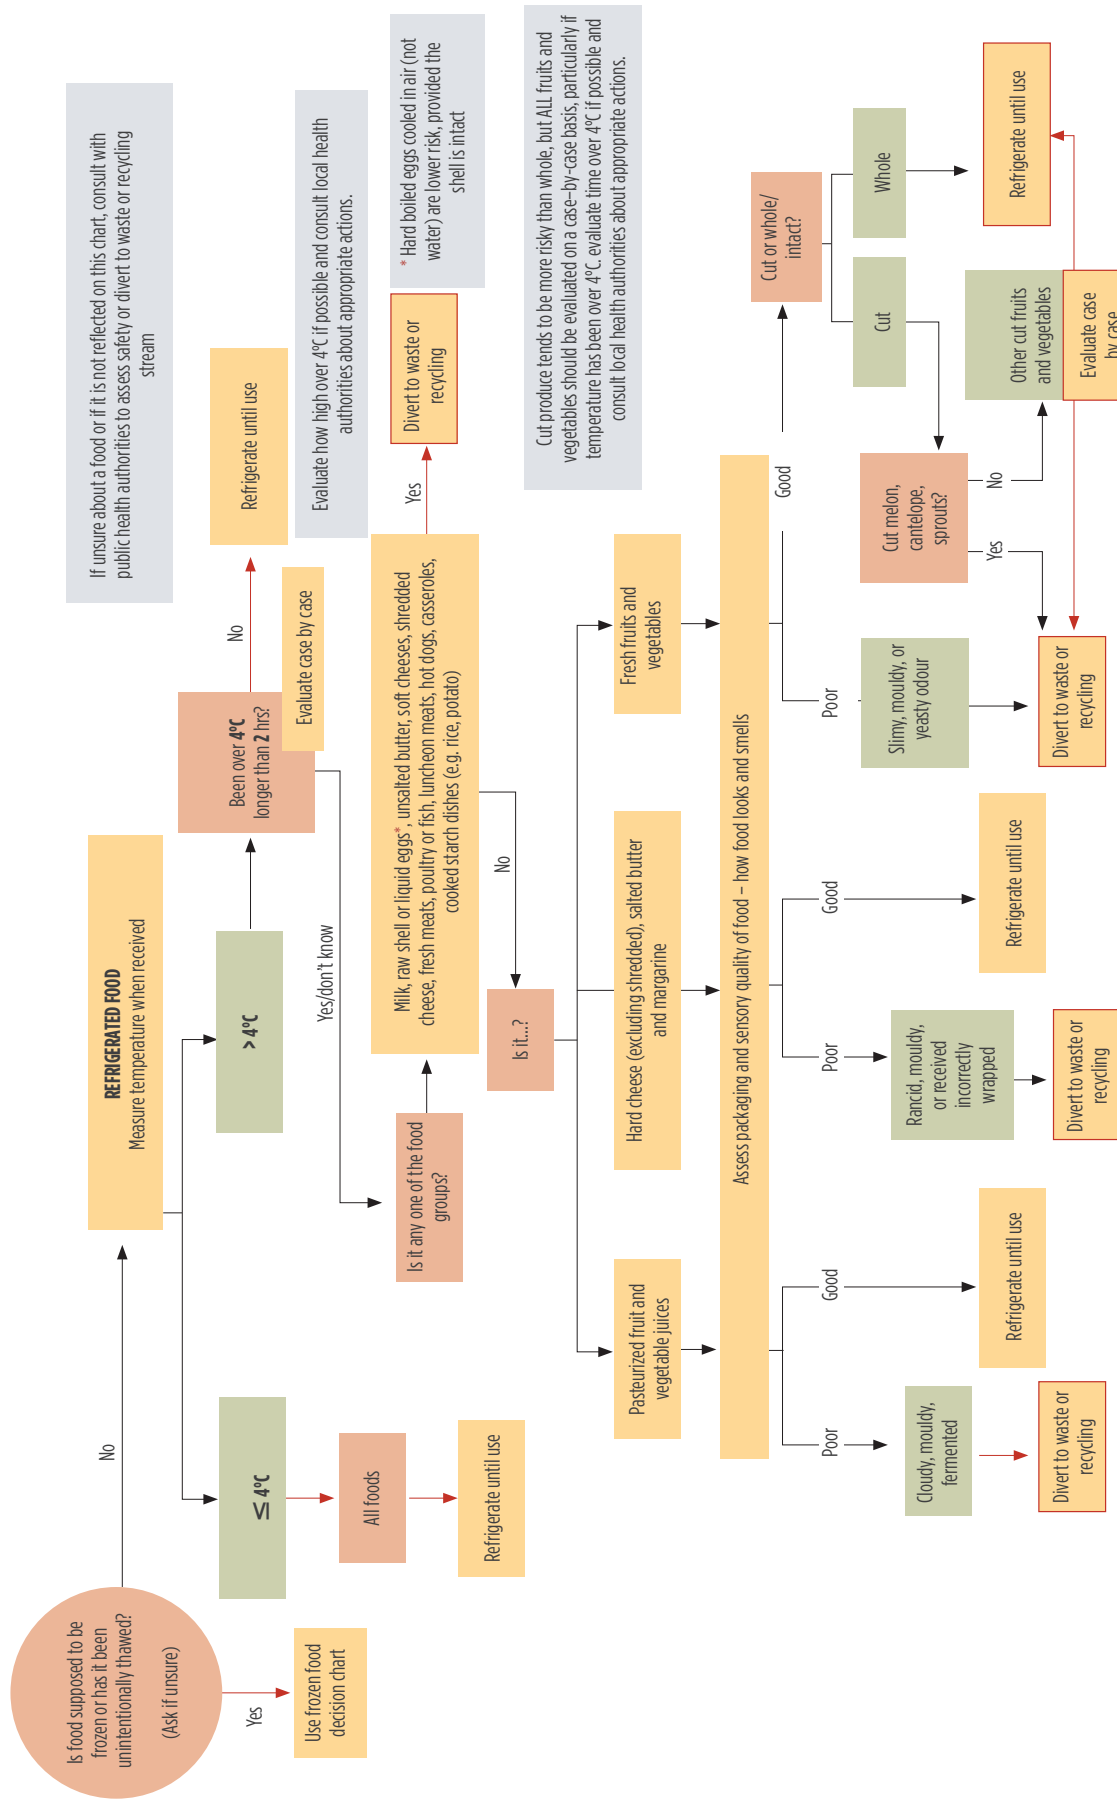 Is food supposed to be
frozen or has it been
unintentionally thawed?
(Ask if unsure)
Yes
Use frozen food
decision chart
No
REFRIGERATED FOOD
Measure temperature when received
If unsure about a food or if it is not reflected on this chart, consult with
public health authorities to assess safety or divert to waste or recycling
stream
≤ 4ºC
All foods
Refrigerate until use
> 4ºC
Been over 4ºC
longer than 2 hrs?
Evaluate case by case
No
Refrigerate until use
Evaluate how high over 4ºC if possible and consult local health
authorities about appropriate actions.
Yes/don't know
Is it any one of the food
groups?
Milk, raw shell or liquid eggs*, unsalted butter, soft cheeses, shredded
cheese, fresh meats, poultry or fish, luncheon meats, hot dogs, casseroles,
cooked starch dishes (e.g. rice, potato)
Yes
Divert to waste or
recycling
* Hard boiled eggs cooled in air (not
water) are lower risk, provided the
shell is intact
No
Is it...?
Pasteurized fruit and
vegetable juices
Hard cheese (excluding shredded), salted butter
and margarine
Fresh fruits and
vegetables
Cut produce tends to be more risky than whole, but ALL fruits and
vegetables should be evaluated on a case–by-case basis, particularly if
temperature has been over 4ºC. evaluate time over 4ºC if possible and
consult local health authorities about appropriate actions.
Assess packaging and sensory quality of food – how food looks and smells
Poor
Cloudy, mouldy,
fermented
Divert to waste or
recycling
Good
Refrigerate until use
Poor
Rancid, mouldy,
or received
incorrectly
wrapped
Divert to waste or
recycling
Good
Refrigerate until use
Poor
Slimy, mouldy, or
yeasty odour
Divert to waste or
recycling
Good
Cut or whole/
intact?
Cut
Whole
Cut melon,
cantelope,
sprouts?
Yes
No
Other cut fruits
and vegetables
Evaluate case
by case
Refrigerate until use